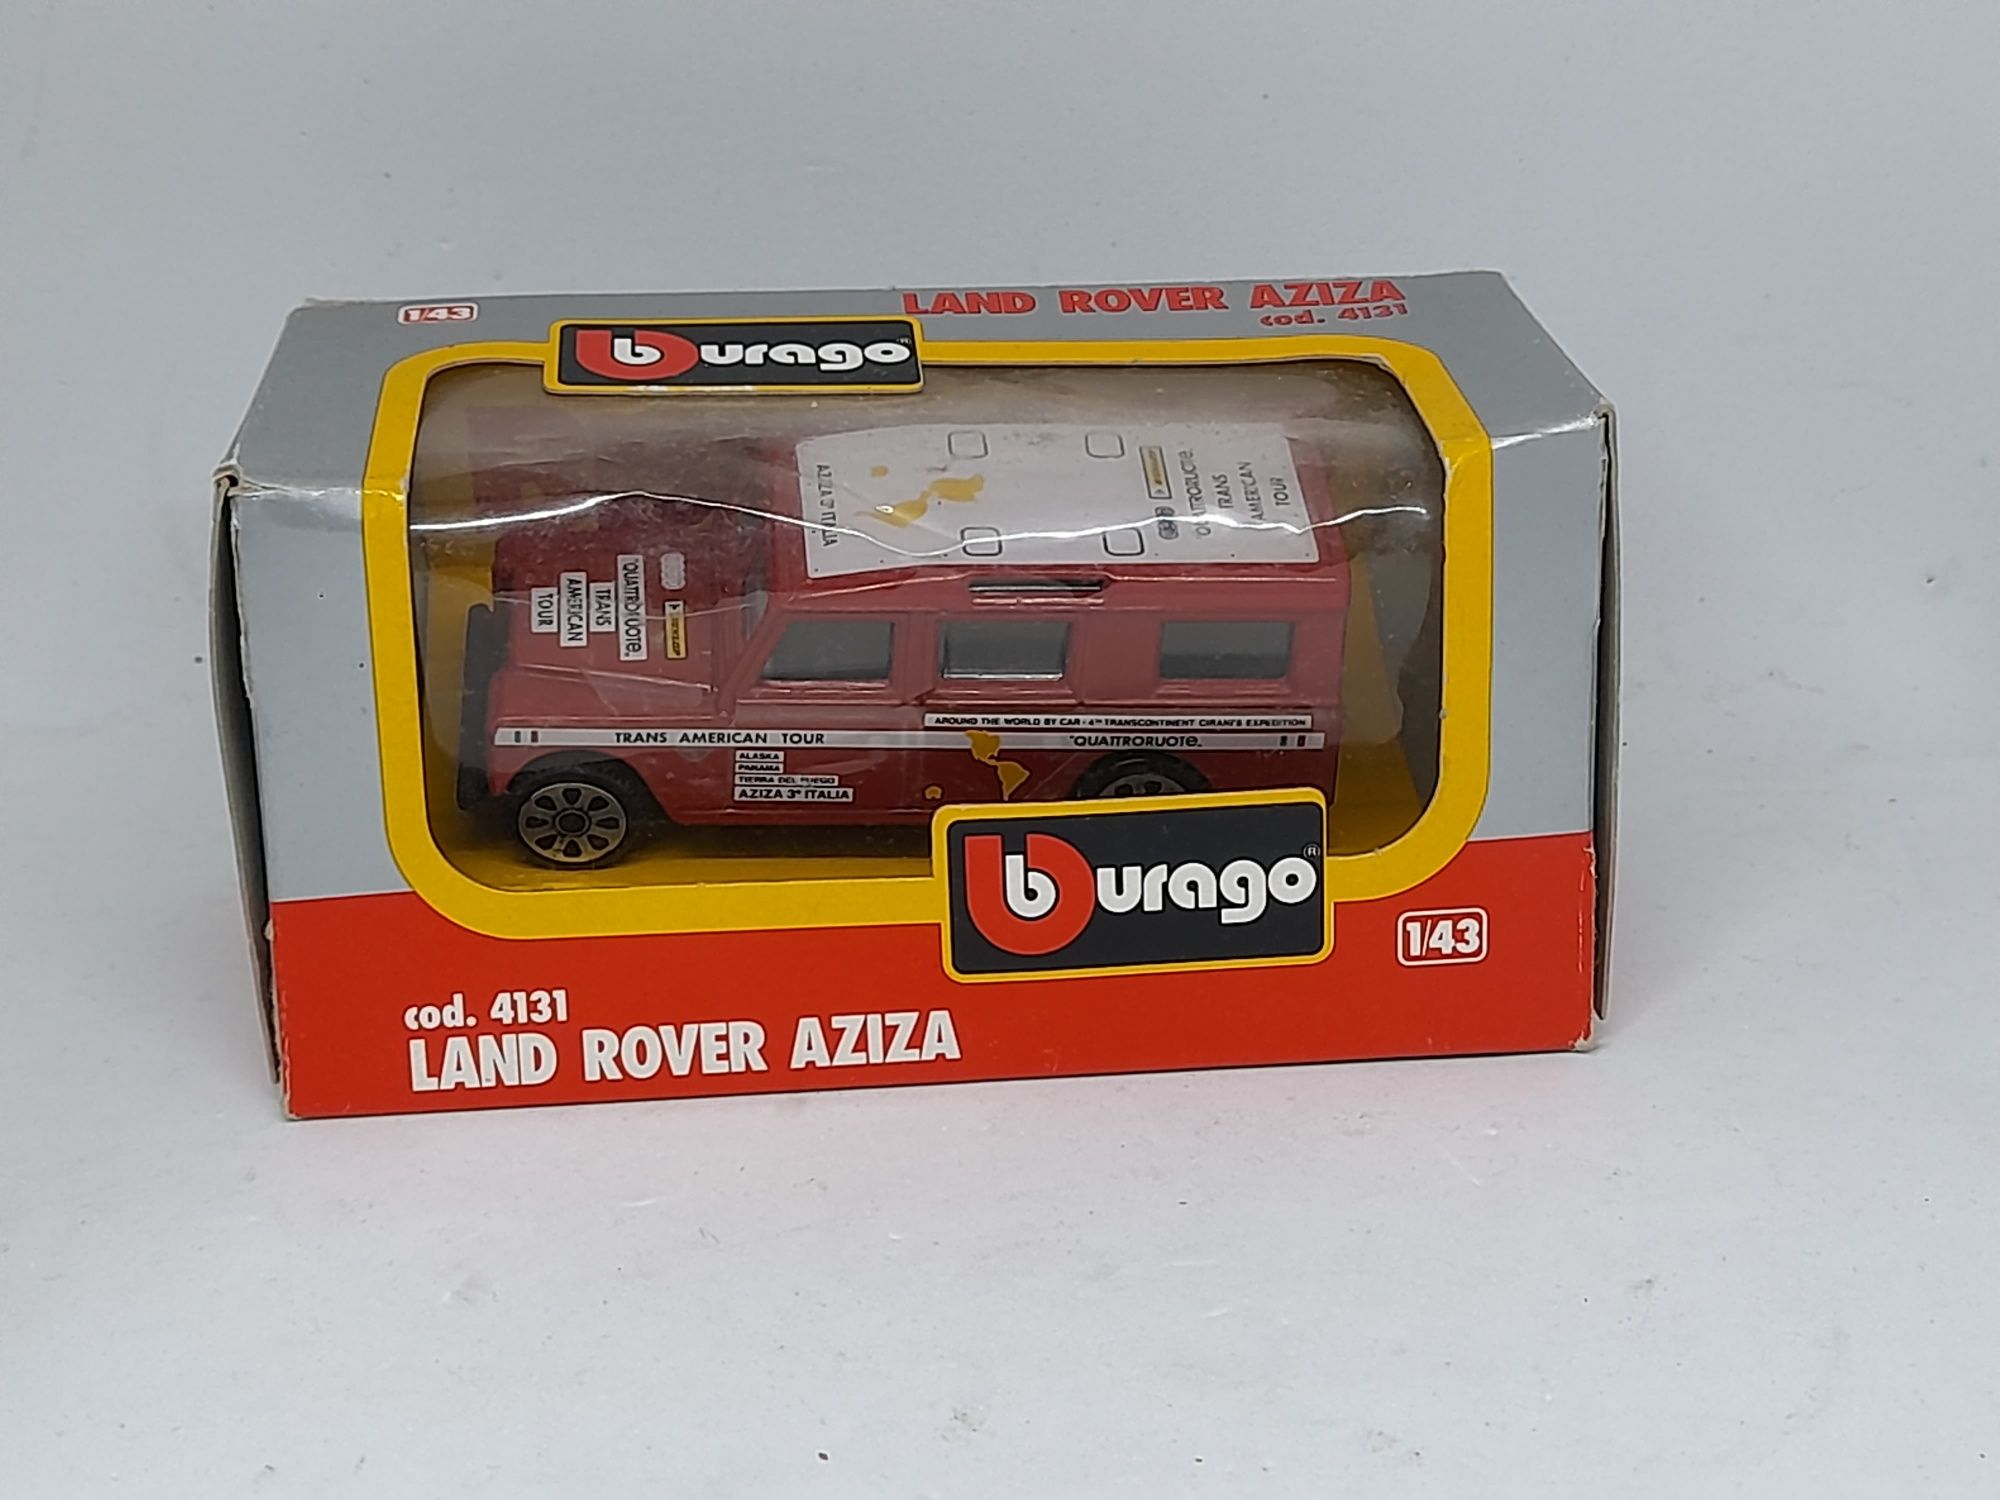 1/43
LAND ROVER AZIZA
cod. 4131
burago®
AZIZA 3ª ITALIA
"QUATTRORUOTE"
TRANS
AMERICAN
TOUR
"QUATTRORUOTE"
TRANS
AMERICAN
TOUR
DUNLOP
AROUND THE WORLD BY CAR - 4TH TRANSCONTINENT CIRANI'S EXPEDITION
TRANS AMERICAN TOUR
"QUATTRORUOTE"
ALASKA
PANAMA
TIERRA DEL FUEGO
AZIZA 3ª ITALIA
burago®
1/43
cod. 4131
LAND ROVER AZIZA